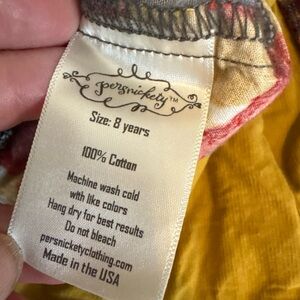 persnickety™
Size: 8 years
100% Cotton
Machine wash cold
with like colors
Hang dry for best results
Do not bleach
persnicketyclothing.com
Made in the USA